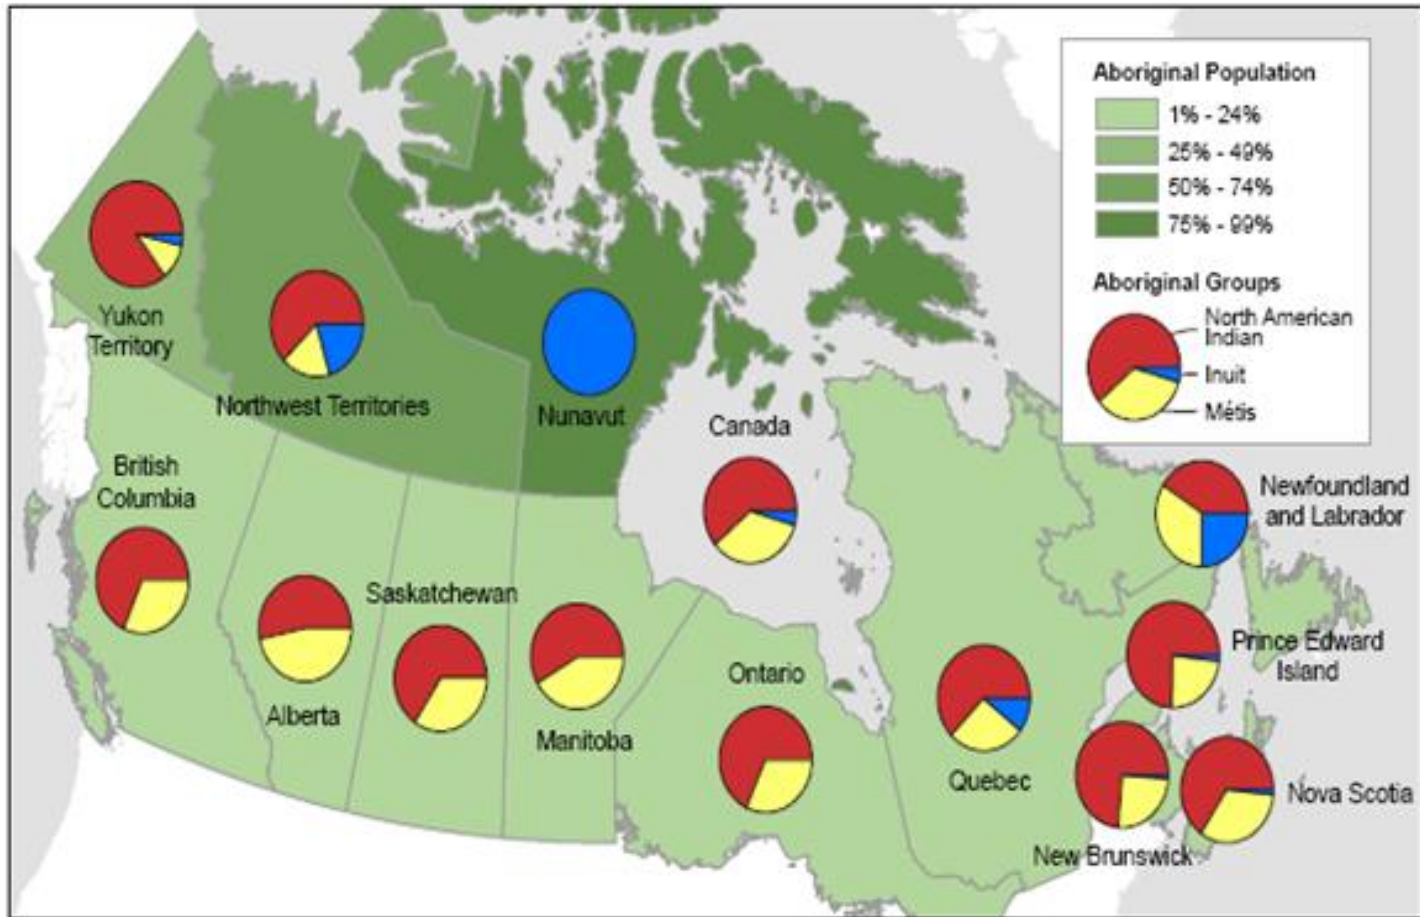 Aboriginal Population
1% - 24%
25% - 49%
50% - 74%
75% - 99%
Aboriginal Groups
North American
Indian
Inuit
Métis
Yukon
Territory
Northwest Territories
Nunavut
Canada
British
Columbia
Newfoundland
and Labrador
Saskatchewan
Alberta
Manitoba
Ontario
Quebec
Prince Edward
Island
Nova Scotia
New Brunswick